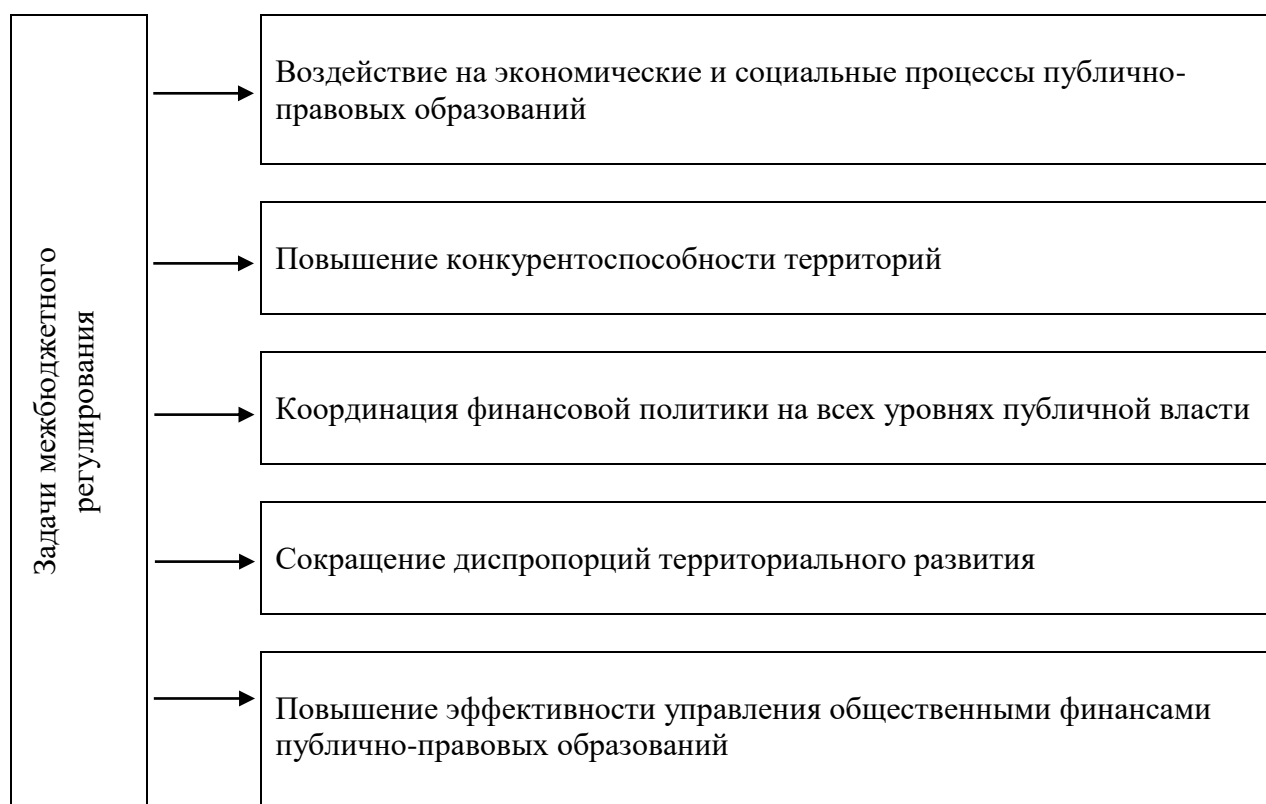 Задачи межбюджетного
регулирования
Воздействие на экономические и социальные процессы публично-
правовых образований
Повышение конкурентоспособности территорий
Координация финансовой политики на всех уровнях публичной власти
Сокращение диспропорций территориального развития
Повышение эффективности управления общественными финансами
публично-правовых образований